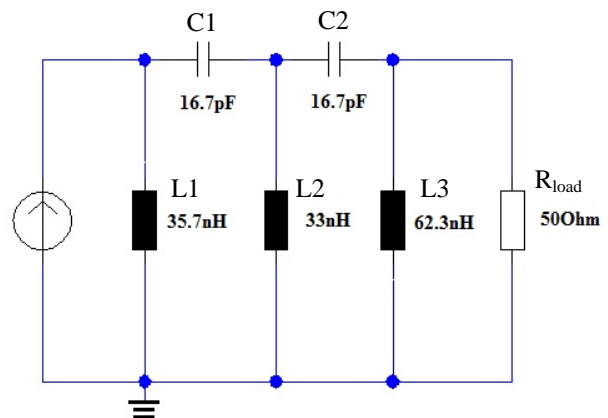 C1
C2
16.7pF
16.7pF
L1
35.7nH
L2
33nH
L3
62.3nH
Rload
50Ohm